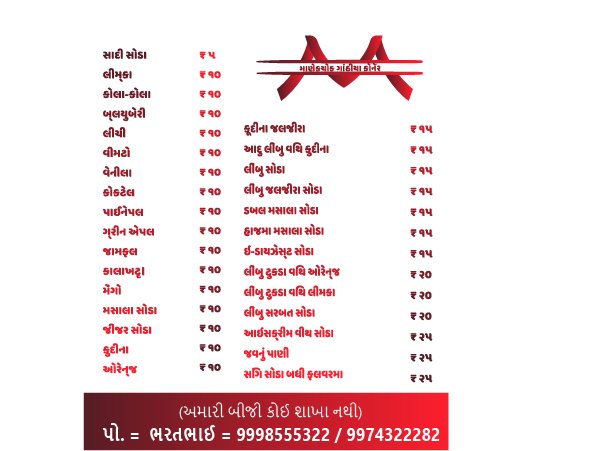 માણેકચોક ગાંઠીયા કોર્નર
સાદી સોડા ₹ ૫
લીમ્કા ₹ ૧૦
કોલા-કોલા ₹ ૧૦
બ્લયુબેરી ₹ ૧૦
લીચી ₹ ૧૦
વીમટો ₹ ૧૦
વેનીલા ₹ ૧૦
કોકટેલ ₹ ૧૦
પાઈનેપલ ₹ ૧૦
ગ્રીન એપલ ₹ ૧૦
જામફલ ₹ ૧૦
કાલાખટ્ટા ₹ ૧૦
મેંગો ₹ ૧૦
મસાલા સોડા ₹ ૧૦
જીંજર સોડા ₹ ૧૦
કુદીના ₹ ૧૦
ઓરેન્જ ₹ ૧૦
કૂદીના જલજીરા ₹ ૧૫
આદુ લીંબુ વથિ કુદીના ₹ ૧૫
લીંબુ સોડા ₹ ૧૫
લીંબુ જલજીરા સોડા ₹ ૧૫
ડબલ મસાલા સોડા ₹ ૧૫
હાજમા મસાલા સોડા ₹ ૧૫
ઇ-ડાયઝેસ્ટ સોડા ₹ ૧૫
લીંબુ ટુકડા વથિ ઓરેન્જ ₹ ૨૦
લીંબુ ટુકડા વથિ લીમકા ₹ ૨૦
લીંબુ સરબત સોડા ₹ ૨૦
આઈસક્રીમ વીથ સોડા ₹ ૨૫
જવનું પાણી ₹ ૨૫
સગિ સોડા બધી ફ્લવરમા ₹ ૨૫
(અમારી બીજી કોઈ શાખા નથી)
પો. = ભરતભાઈ = 9998555322 / 9974322282